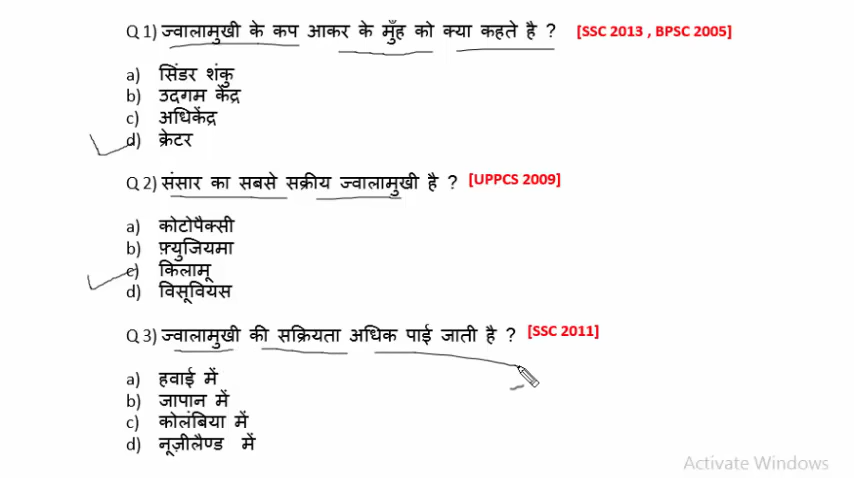 Q 1) ज्वालामुखी के कप आकर के मुँह को क्या कहते है ? [SSC 2013 , BPSC 2005]
a) सिंडर शंकु
b) उदगम केंद्र
c) अधिकेंद्र
d) क्रेटर
Q 2) संसार का सबसे सक्रीय ज्वालामुखी है ? [UPPCS 2009]
a) कोटोपैक्सी
b) फ़्युजियमा
c) किलामू
d) विसूवियस
Q 3) ज्वालामुखी की सक्रियता अधिक पाई जाती है ? [SSC 2011]
a) हवाई में
b) जापान में
c) कोलंबिया में
d) नूज़ीलैण्ड में
Activate Windows